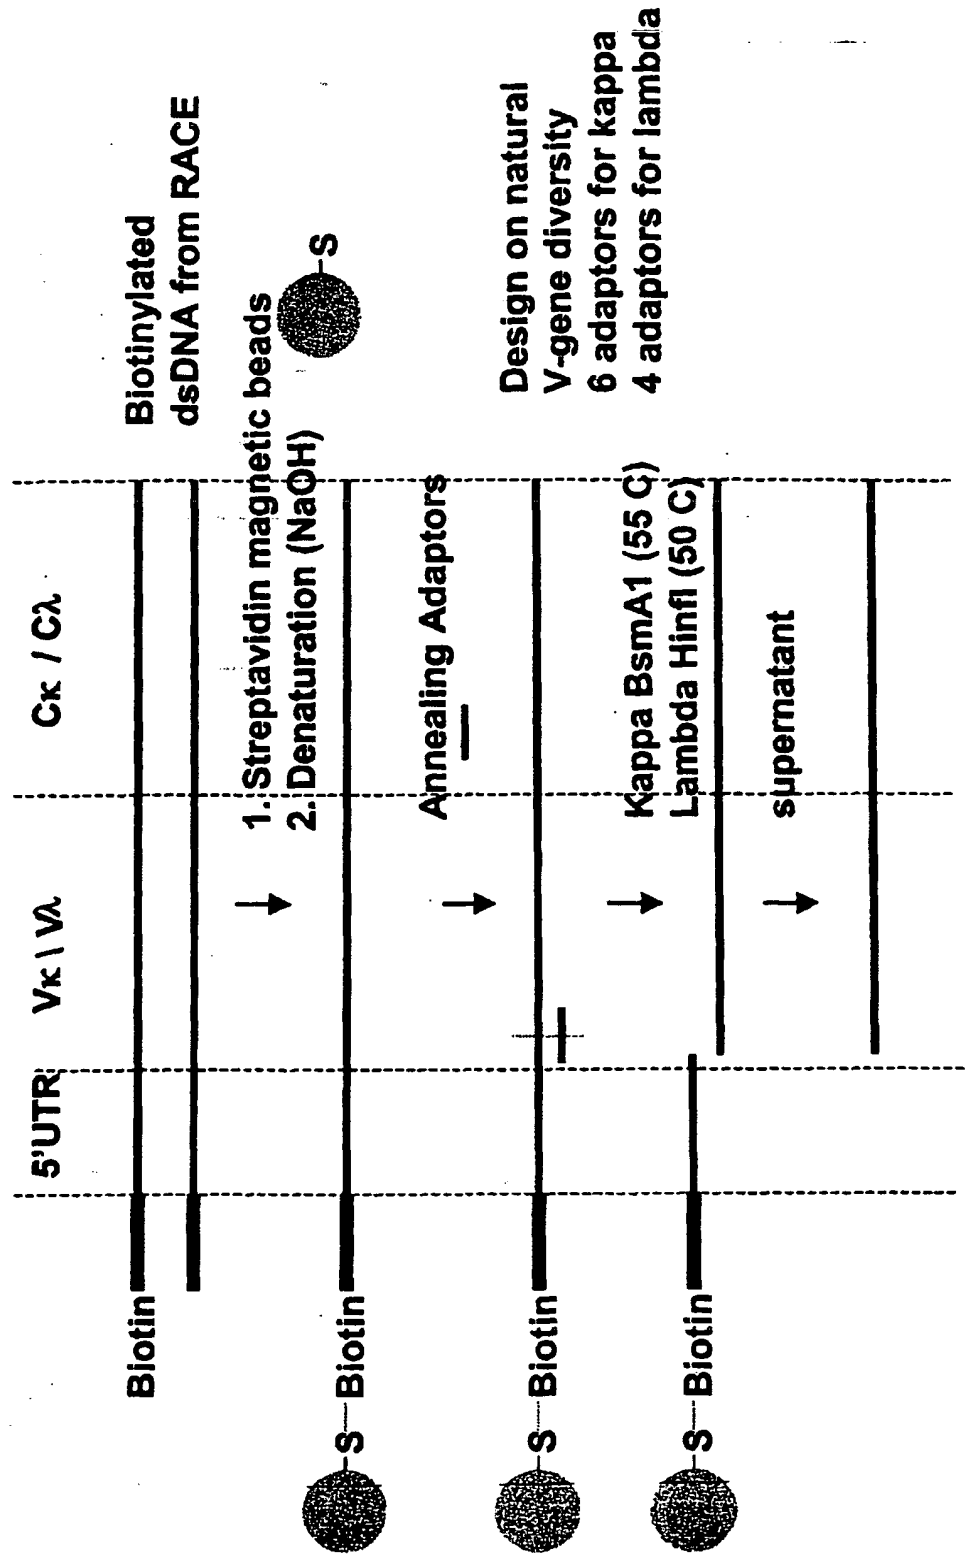 5'UTR Vκ \ Vλ Cκ / Cλ
Biotin
Biotinylated
dsDNA from RACE
1. Streptavidin magnetic beads
2. Denaturation (NaOH)
S
S Biotin
Annealing Adaptors
Design on natural
V-gene diversity
6 adaptors for kappa
4 adaptors for lambda
S Biotin
Kappa BsmA1 (55 C)
Lambda HinfI (50 C)
S Biotin
supernatant